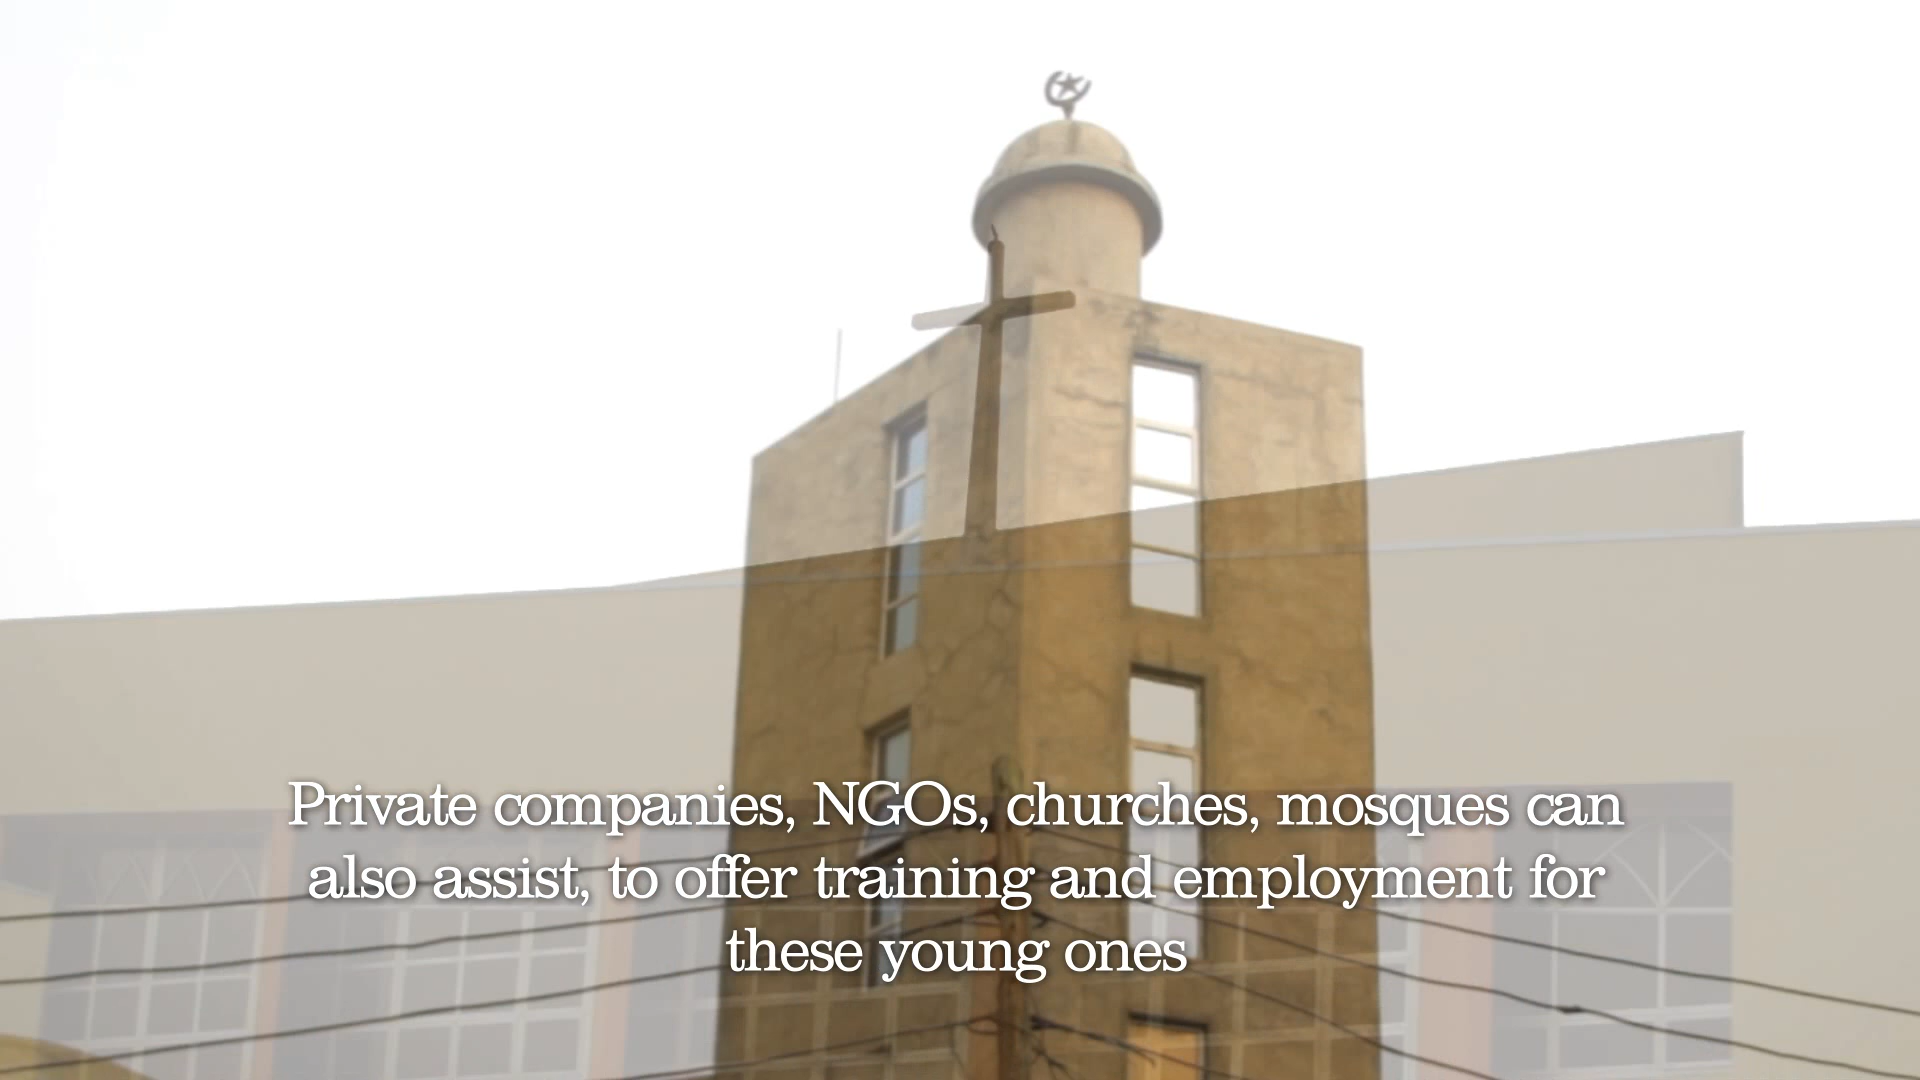 Private companies, NGOs, churches, mosques can
also assist, to offer training and employment for
these young ones